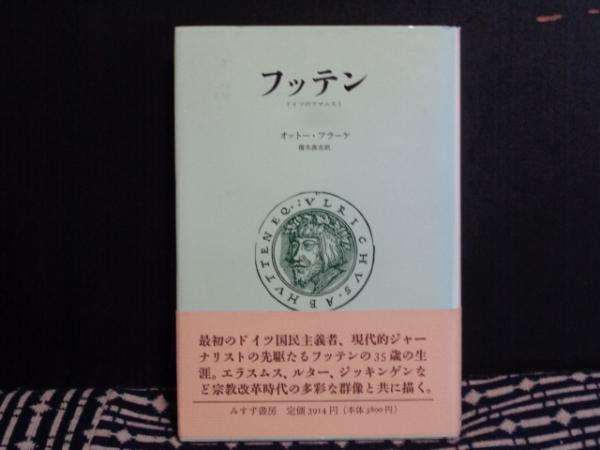 フッテン
ドイツのフマニスト
オットー・フラーケ
榎木真吉訳
VLRICHVS.AB HVTTEN EQ.
最初のドイツ国民主義者、現代的ジャー
ナリストの先駆たるフッテンの35歳の生
涯。エラスムス、ルター、ジッキンゲンな
ど宗教改革時代の多彩な群像と共に描く。
みすず書房 定価3914円（本体3800円）